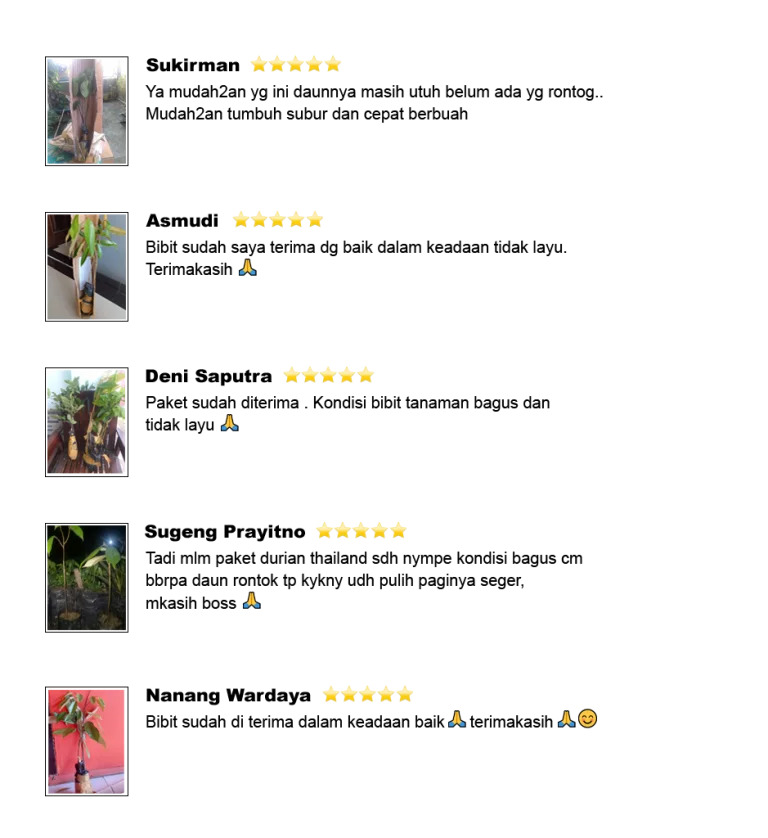 Sukirman ⭐⭐⭐⭐⭐
Ya mudah2an yg ini daunnya masih utuh belum ada yg rontog..
Mudah2an tumbuh subur dan cepat berbuah
Asmudi ⭐⭐⭐⭐⭐
Bibit sudah saya terima dg baik dalam keadaan tidak layu.
Terimakasih 🙏
Deni Saputra ⭐⭐⭐⭐⭐
Paket sudah diterima . Kondisi bibit tanaman bagus dan
tidak layu 🙏
Sugeng Prayitno ⭐⭐⭐⭐⭐
Tadi mlm paket durian thailand sdh nympe kondisi bagus cm
bbrpa daun rontok tp kykny udh pulih paginya seger,
mkasih boss 🙏
Nanang Wardaya ⭐⭐⭐⭐⭐
Bibit sudah di terima dalam keadaan baik 🙏 terimakasih 🙏😊